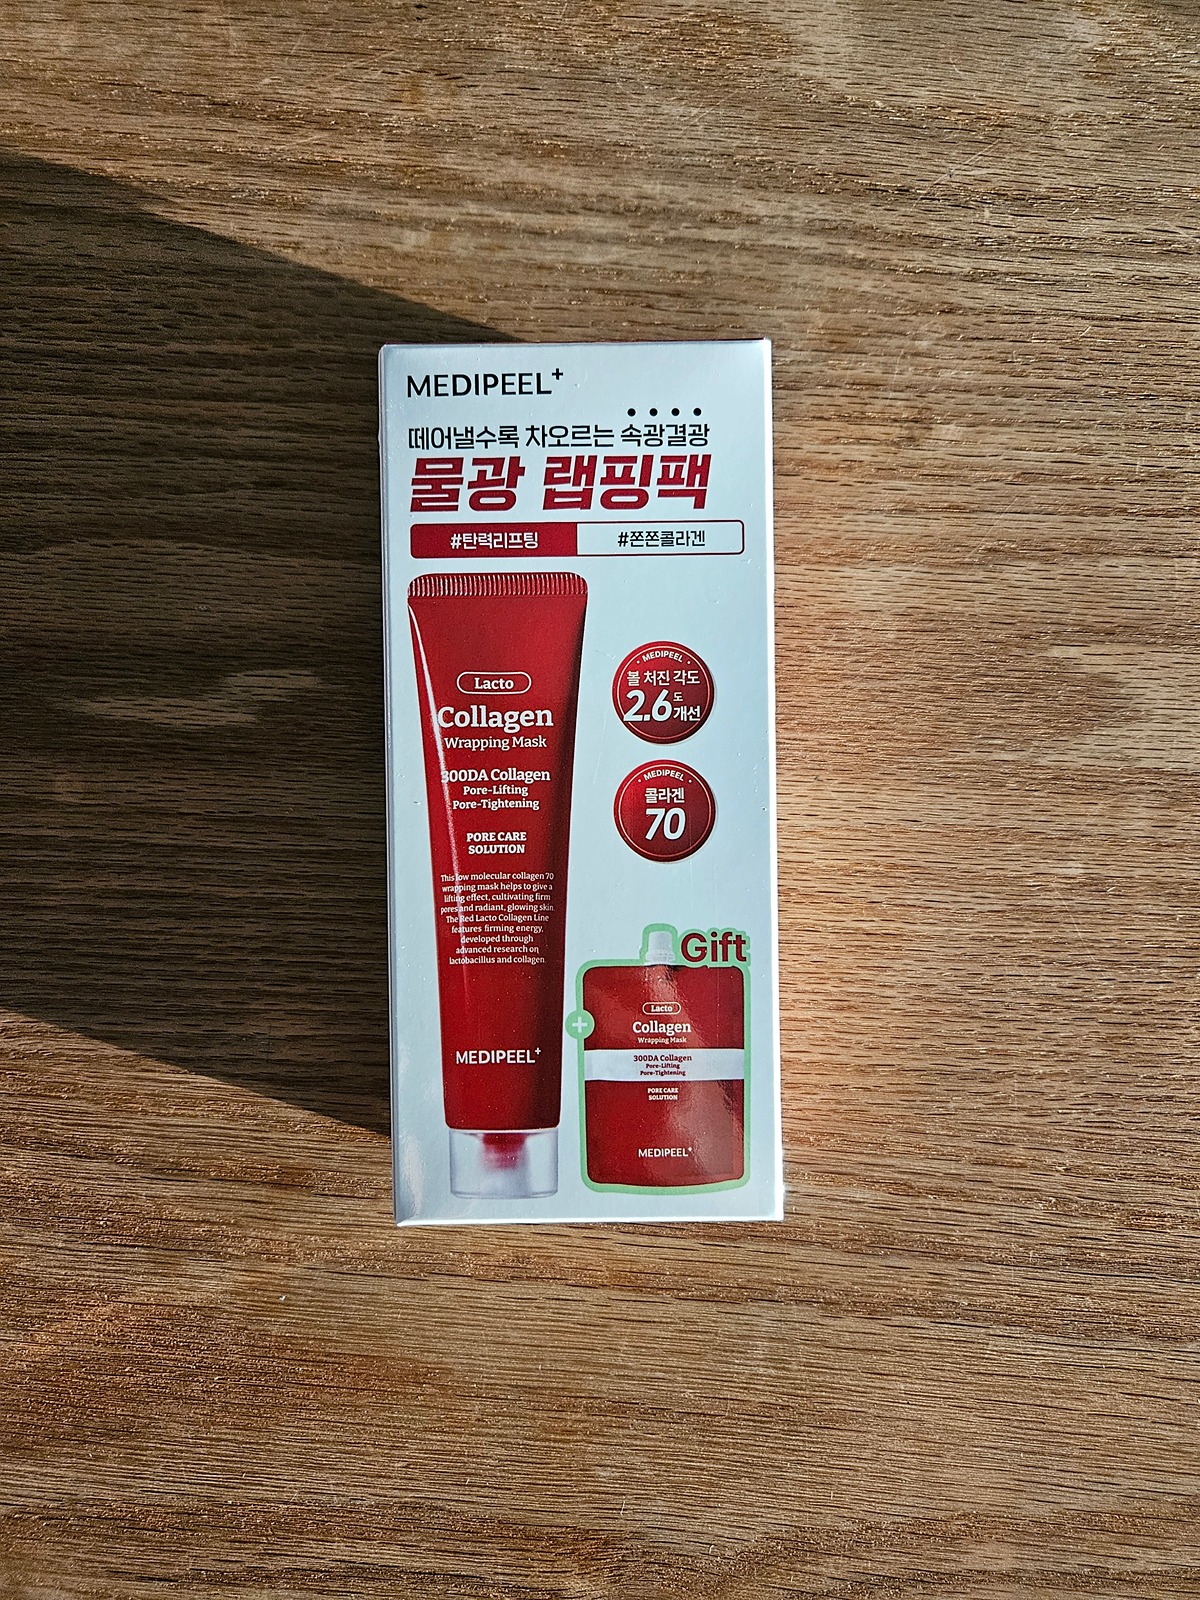 MEDIPEEL+
떼어낼수록 차오르는 속광결광
물광 랩핑팩
#탄력리프팅
#쫀쫀콜라겐
Lacto
Collagen
Wrapping Mask
300DA Collagen
Pore-Lifting
Pore-Tightening
PORE CARE
SOLUTION
This low molecular collagen 70
wrapping mask helps to give a
lifting effect, cultivating firm
pores and radiant, glowing skin.
The Red Lacto Collagen Line
features firming energy,
developed through
advanced research on
lactobacillus and collagen.
MEDIPEEL+
MEDIPEEL
볼 처진 각도
2.6도 개선
MEDIPEEL
콜라겐
70
Gift
+
Lacto
Collagen
Wrapping Mask
300DA Collagen
Pore-Lifting
Pore-Tightening
PORE CARE
SOLUTION
MEDIPEEL+